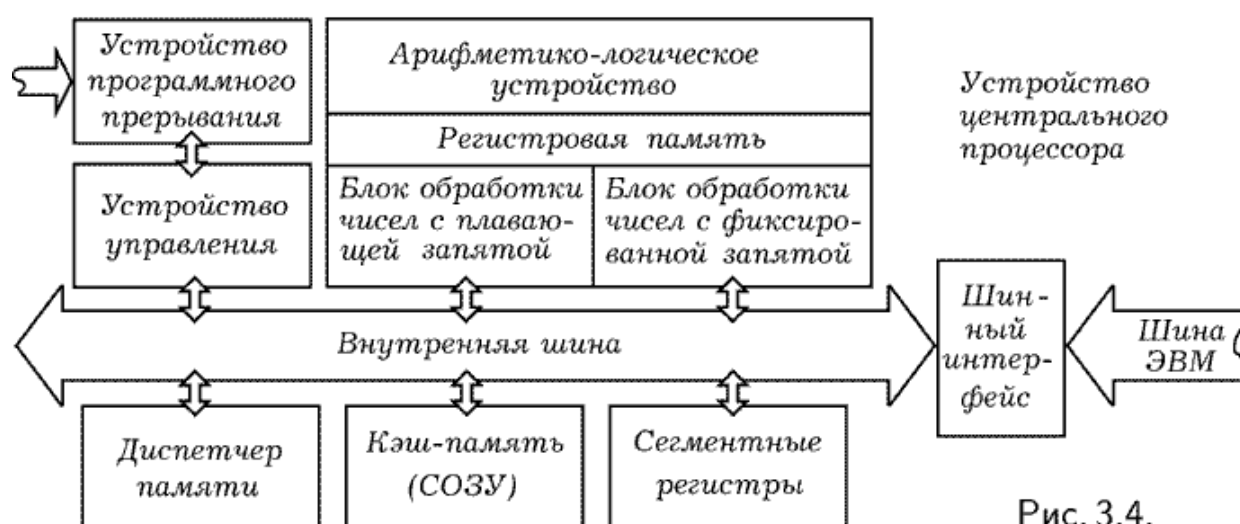 Устройство
программного
прерывания
Арифметико-логическое
устройство
Устройство
центрального
процессора
Регистровая память
Устройство
управления
Блок обработки
чисел с плаваю-
щей запятой
Блок обработки
чисел с фиксиро-
ванной запятой
Внутренняя шина
Шин-
ный
интер-
фейс
Шина
ЭВМ
Диспетчер
памяти
Кэш-память
(СОЗУ)
Сегментные
регистры
Рис. 3.4.